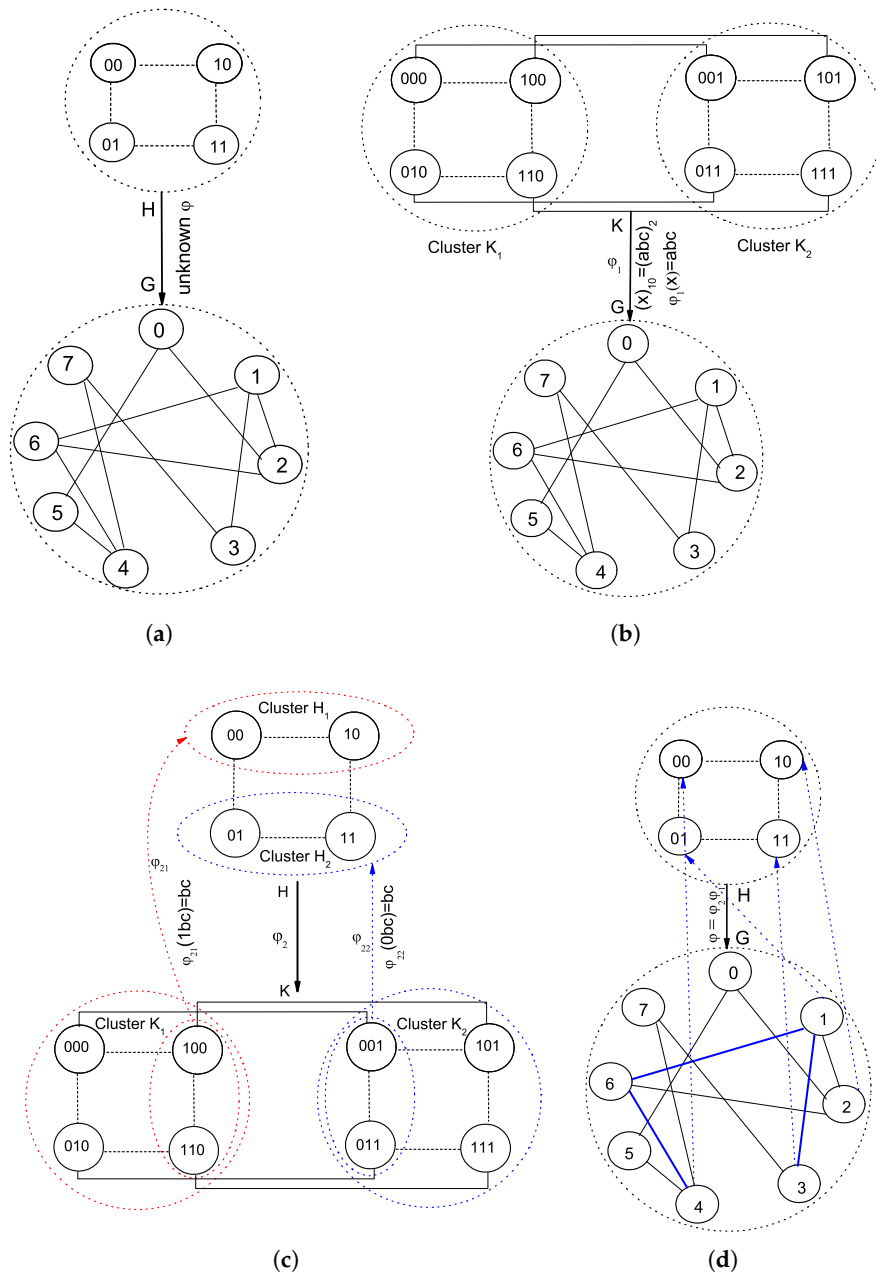 00
10
01
11
H
unknown φ
G
0
7
1
6
2
5
3
4
(a)
000
100
001
101
010
110
011
111
Cluster K1
K
Cluster K2
φ1
(x)10=(abc)2
φ1(x)=abc
G
0
7
1
6
2
5
3
4
(b)
Cluster H1
00
10
01
11
Cluster H2
φ21
φ21(1bc)=bc
H
φ2
K
φ22
φ22(0bc)=bc
Cluster K1
Cluster K2
000
100
001
101
010
110
011
111
(c)
00
10
01
11
H
G
0
7
1
6
2
5
3
4
(d)